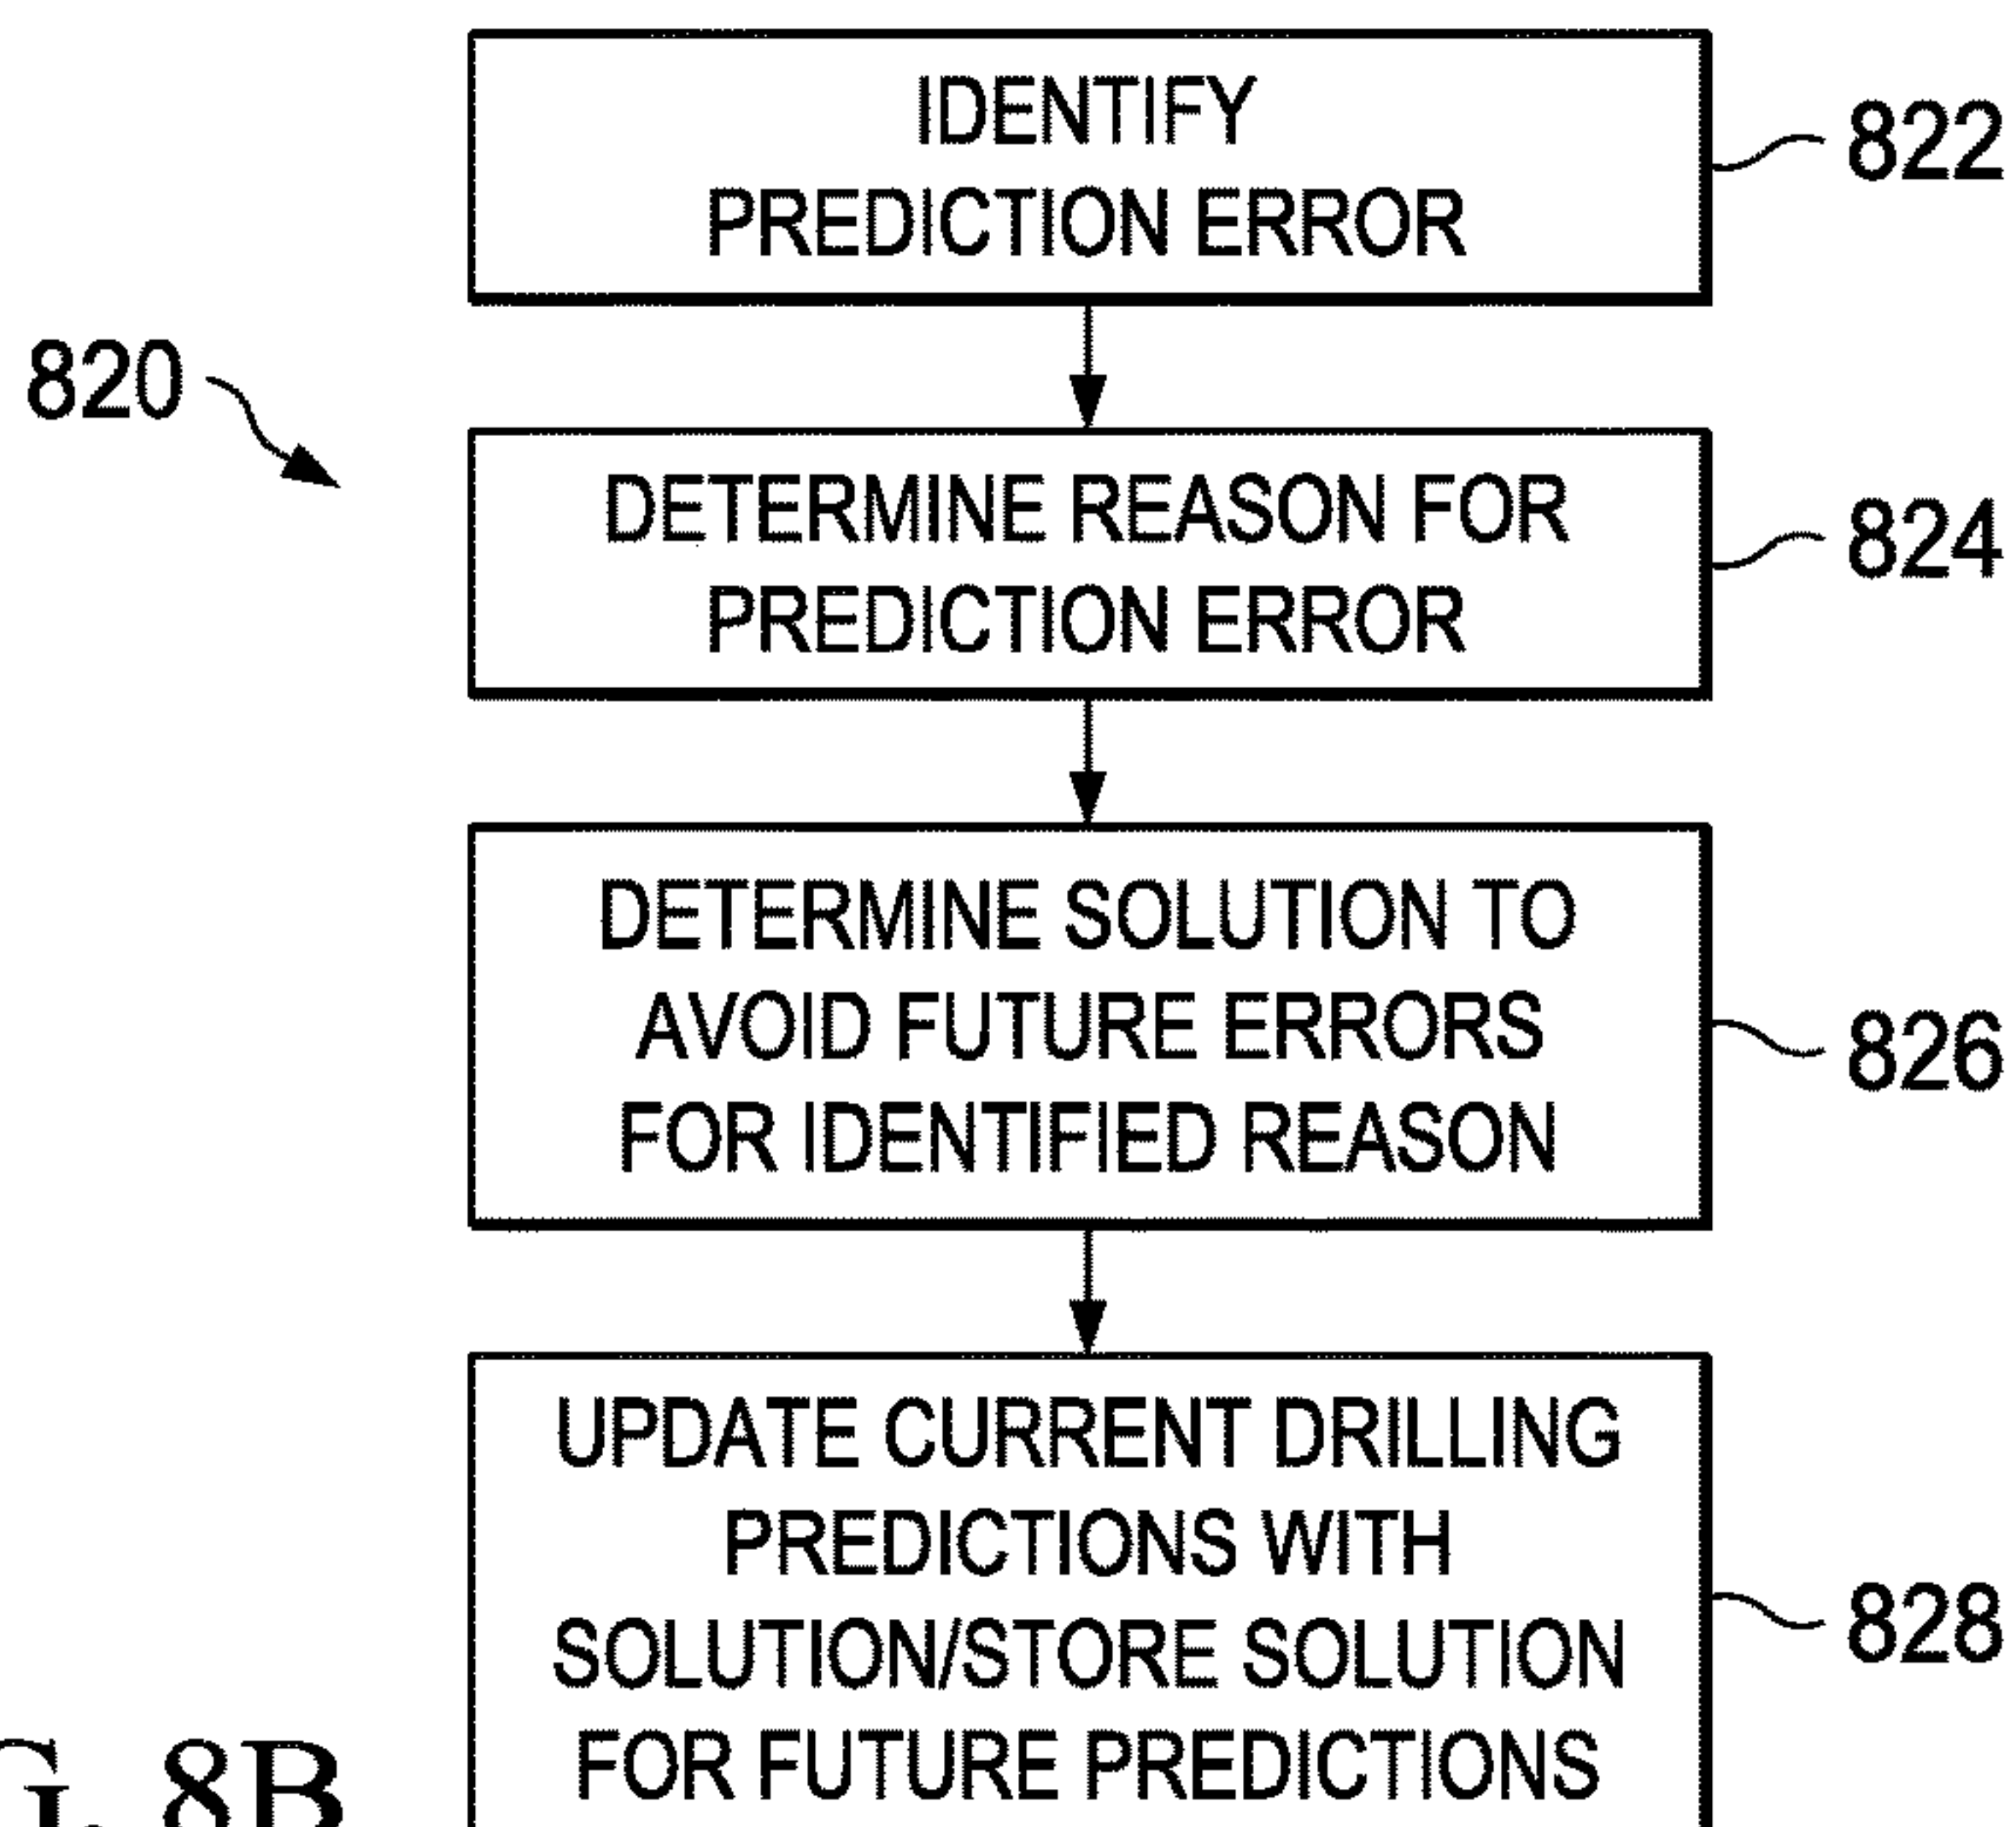 IDENTIFY
PREDICTION ERROR
822
820
DETERMINE REASON FOR
PREDICTION ERROR
824
DETERMINE SOLUTION TO
AVOID FUTURE ERRORS
FOR IDENTIFIED REASON
826
UPDATE CURRENT DRILLING
PREDICTIONS WITH
SOLUTION/STORE SOLUTION
FOR FUTURE PREDICTIONS
828
G. 8B